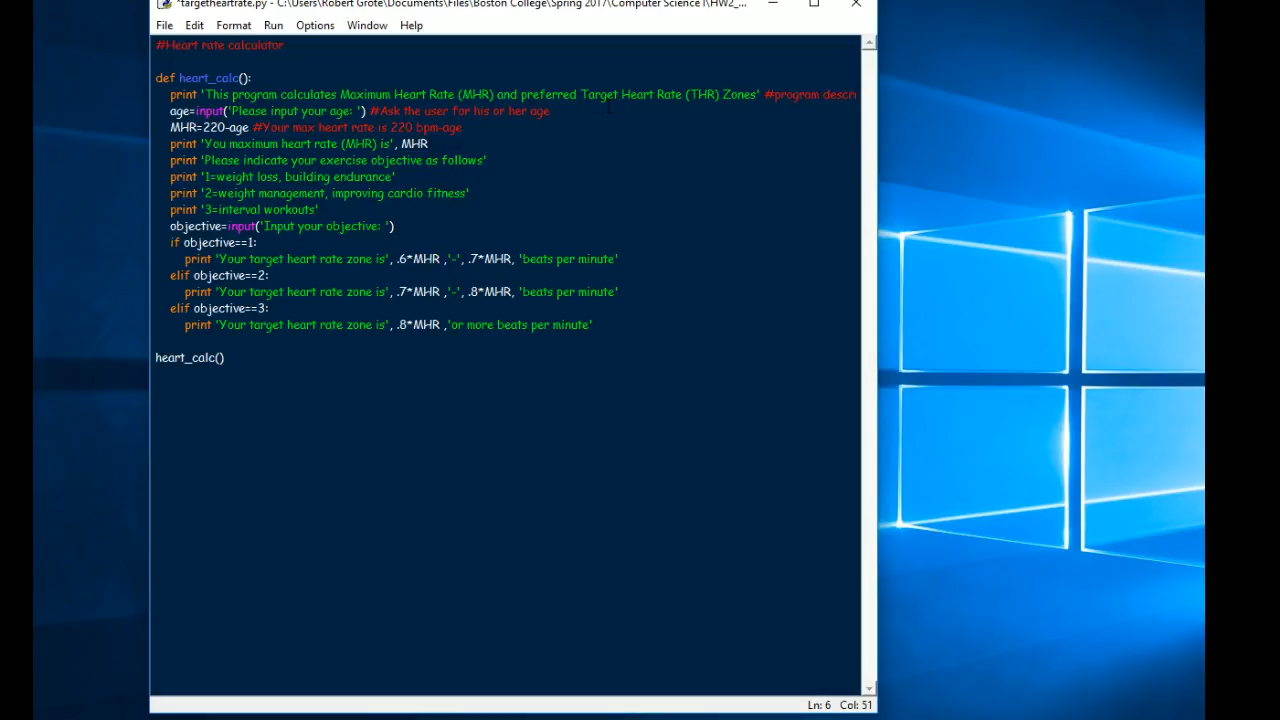 *targetheartrate.py - C:\Users\Robert Grote\Documents\Files\Boston College\Spring 2017\Computer Science I\HW2_...
File Edit Format Run Options Window Help
#Heart rate calculator
def heart_calc():
    print 'This program calculates Maximum Heart Rate (MHR) and preferred Target Heart Rate (THR) Zones' #program descri
    age=input('Please input your age: ') #Ask the user for his or her age
    MHR=220-age #Your max heart rate is 220 bpm-age
    print 'You maximum heart rate (MHR) is', MHR
    print 'Please indicate your exercise objective as follows'
    print '1=weight loss, building endurance'
    print '2=weight management, improving cardio fitness'
    print '3=interval workouts'
    objective=input('Input your objective: ')
    if objective==1:
        print 'Your target heart rate zone is', .6*MHR ,'-', .7*MHR, 'beats per minute'
    elif objective==2:
        print 'Your target heart rate zone is', .7*MHR ,'-', .8*MHR, 'beats per minute'
    elif objective==3:
        print 'Your target heart rate zone is', .8*MHR ,'or more beats per minute'
heart_calc()
Ln: 6 Col: 51